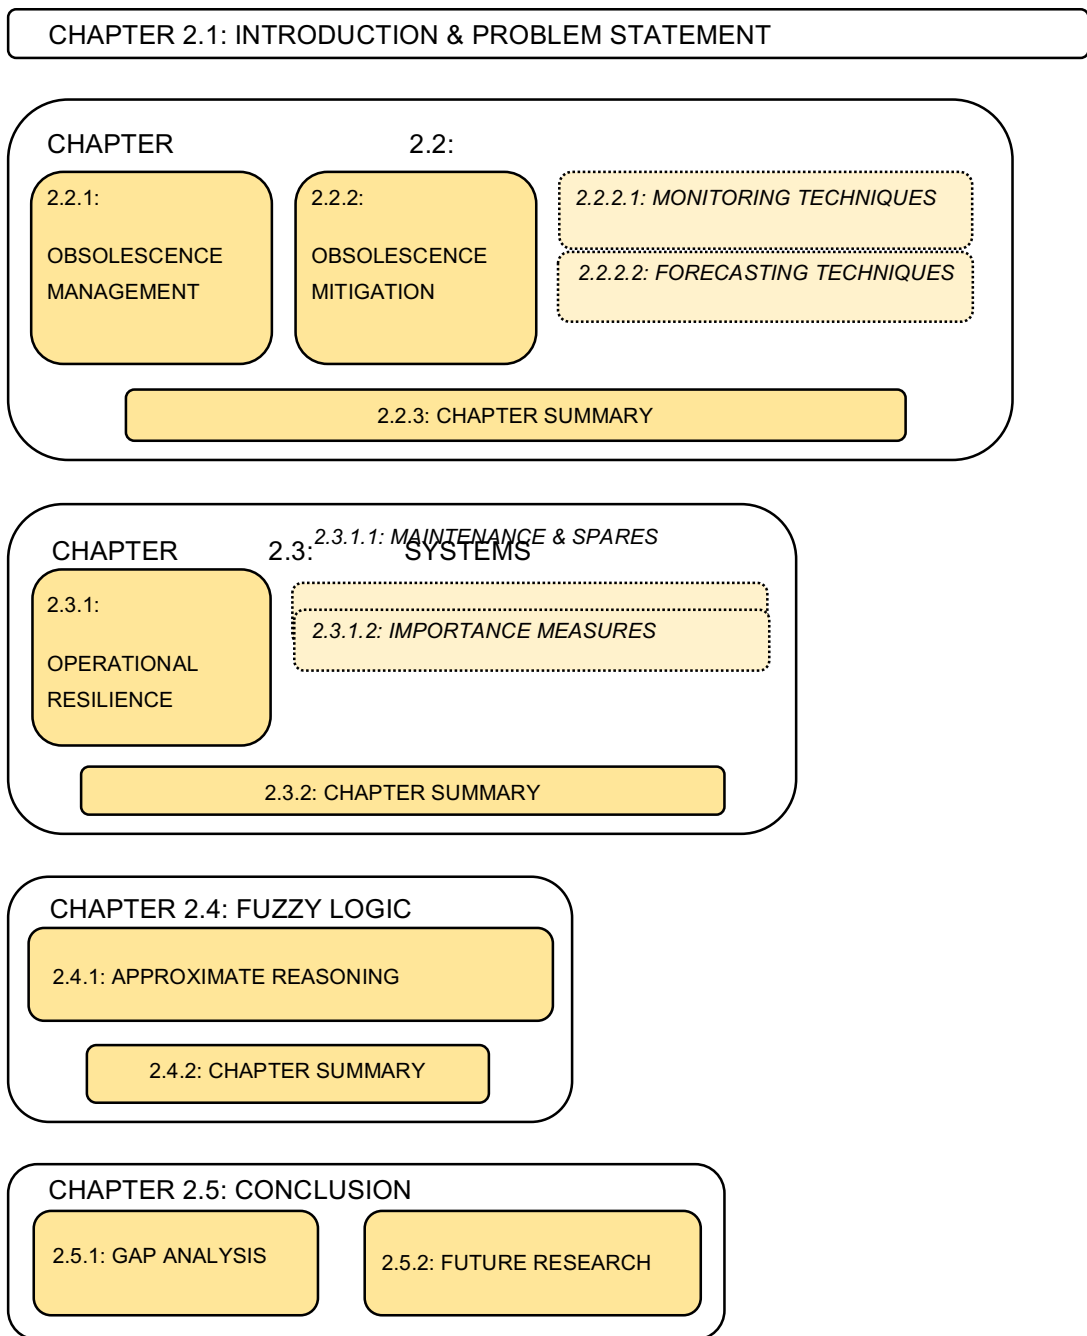 CHAPTER 2.1: INTRODUCTION & PROBLEM STATEMENT
CHAPTER 2.2:
2.2.1:
OBSOLESCENCE
MANAGEMENT
2.2.2:
OBSOLESCENCE
MITIGATION
2.2.2.1: MONITORING TECHNIQUES
2.2.2.2: FORECASTING TECHNIQUES
2.2.3: CHAPTER SUMMARY
CHAPTER 2.3: SYSTEMS
2.3.1.1: MAINTENANCE & SPARES
2.3.1:
OPERATIONAL
RESILIENCE
2.3.1.2: IMPORTANCE MEASURES
2.3.2: CHAPTER SUMMARY
CHAPTER 2.4: FUZZY LOGIC
2.4.1: APPROXIMATE REASONING
2.4.2: CHAPTER SUMMARY
CHAPTER 2.5: CONCLUSION
2.5.1: GAP ANALYSIS
2.5.2: FUTURE RESEARCH